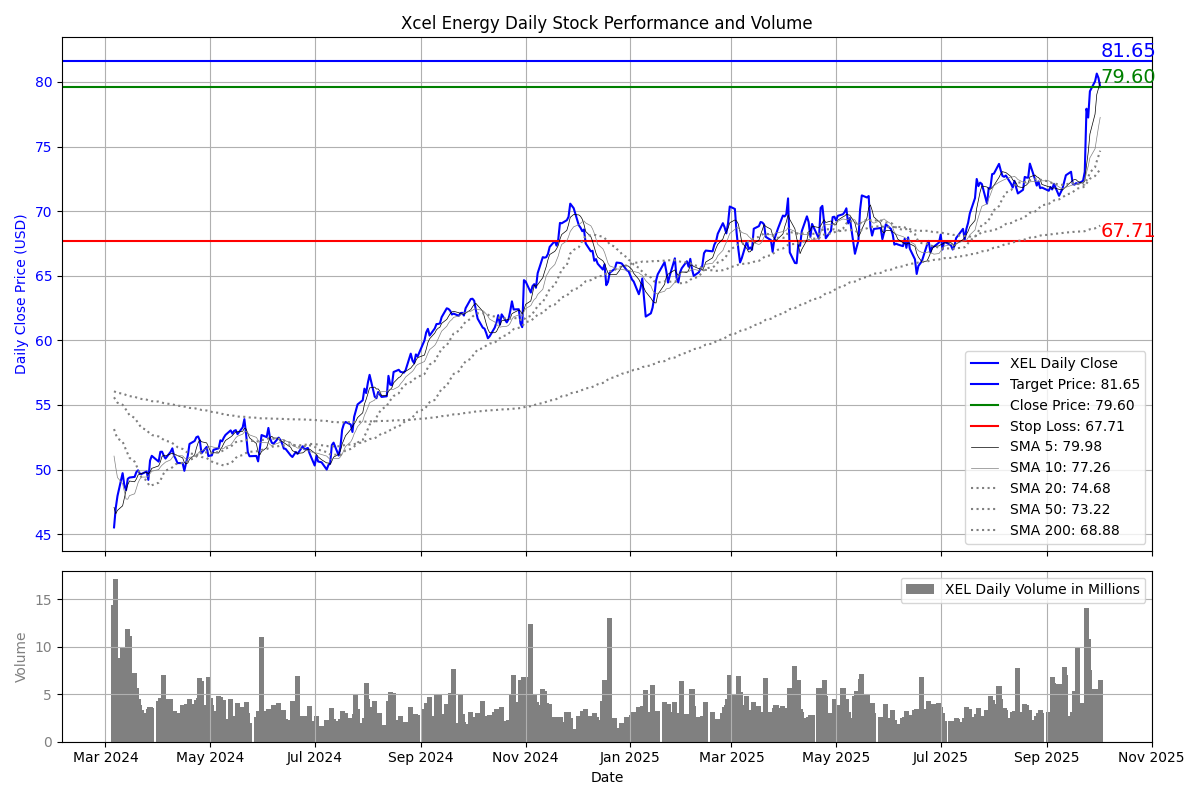 Xcel Energy Daily Stock Performance and Volume
81.65
79.60
67.71
80
75
70
65
60
55
50
45
Daily Close Price (USD)
XEL Daily Close
Target Price: 81.65
Close Price: 79.60
Stop Loss: 67.71
SMA 5: 79.98
SMA 10: 77.26
SMA 20: 74.68
SMA 50: 73.22
SMA 200: 68.88
XEL Daily Volume in Millions
15
10
5
0
Volume
Mar 2024
May 2024
Jul 2024
Sep 2024
Nov 2024
Jan 2025
Mar 2025
May 2025
Jul 2025
Sep 2025
Nov 2025
Date